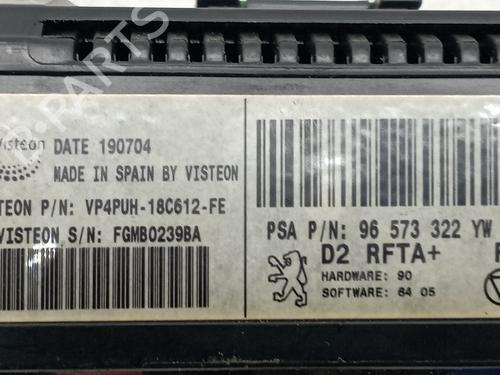 Visteon
DATE 190704
MADE IN SPAIN BY VISTEON
TEON P/N: VP4PUH-18C612-FE
VISTEON S/N: FGMB0239BA
PSA P/N: 96 573 322 YW
D2 RFTA+
HARDWARE: 90
SOFTWARE: 64 05
B-PARTS